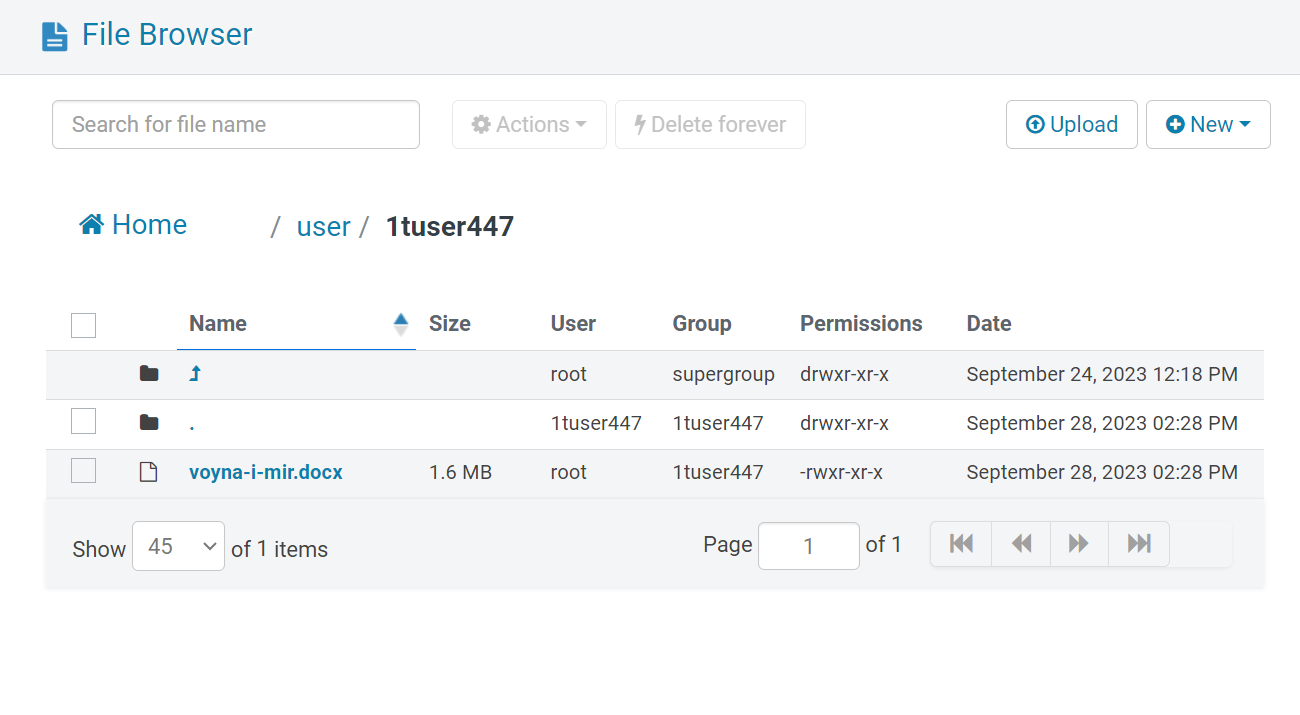 File Browser
Search for file name Actions Delete forever Upload New
Home / user / 1tuser447
Name Size User Group Permissions Date
root supergroup drwxr-xr-x September 24, 2023 12:18 PM
. 1tuser447 1tuser447 drwxr-xr-x September 28, 2023 02:28 PM
voyna-i-mir.docx 1.6 MB root 1tuser447 -rwxr-xr-x September 28, 2023 02:28 PM
Show 45 of 1 items Page 1 of 1